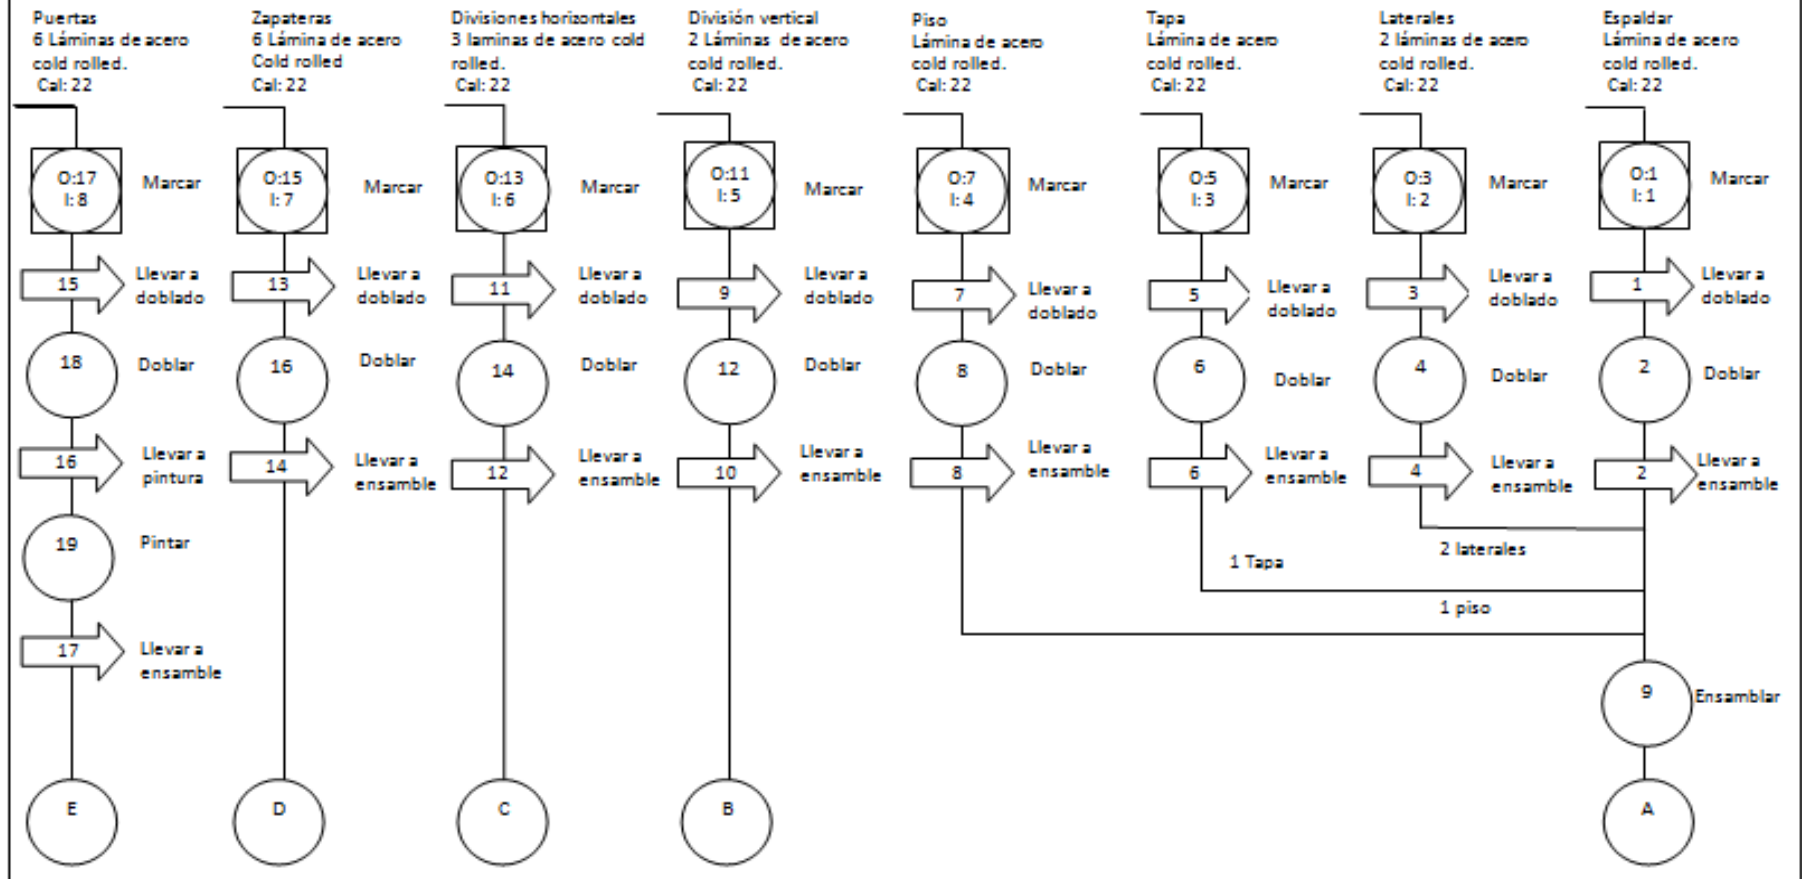 Puertas
6 Láminas de acero
cold rolled.
Cal: 22
Zapateras
6 Lámina de acero
Cold rolled
Cal: 22
Divisiones horizontales
3 laminas de acero cold
rolled.
Cal: 22
División vertical
2 Láminas de acero
cold rolled.
Cal: 22
Piso
Lámina de acero
cold rolled.
Cal: 22
Tapa
Lámina de acero
cold rolled.
Cal: 22
Laterales
2 láminas de acero
cold rolled.
Cal: 22
Espaldar
Lámina de acero
cold rolled.
Cal: 22
O:17
I: 8
Marcar
O:15
I: 7
Marcar
O:13
I: 6
Marcar
O:11
I: 5
Marcar
O:7
I: 4
Marcar
O:5
I: 3
Marcar
O:3
I: 2
Marcar
O:1
I: 1
Marcar
15
Llevar a
doblado
13
Llevar a
doblado
11
Llevar a
doblado
9
Llevar a
doblado
7
Llevar a
doblado
5
Llevar a
doblado
3
Llevar a
doblado
1
Llevar a
doblado
18
Doblar
16
Doblar
14
Doblar
12
Doblar
8
Doblar
6
Doblar
4
Doblar
2
Doblar
16
Llevar a
pintura
14
Llevar a
ensamble
12
Llevar a
ensamble
10
Llevar a
ensamble
8
Llevar a
ensamble
6
Llevar a
ensamble
4
Llevar a
ensamble
2
Llevar a
ensamble
19
Pintar
2 laterales
1 Tapa
1 piso
17
Llevar a
ensamble
9
Ensamblar
E
D
C
B
A